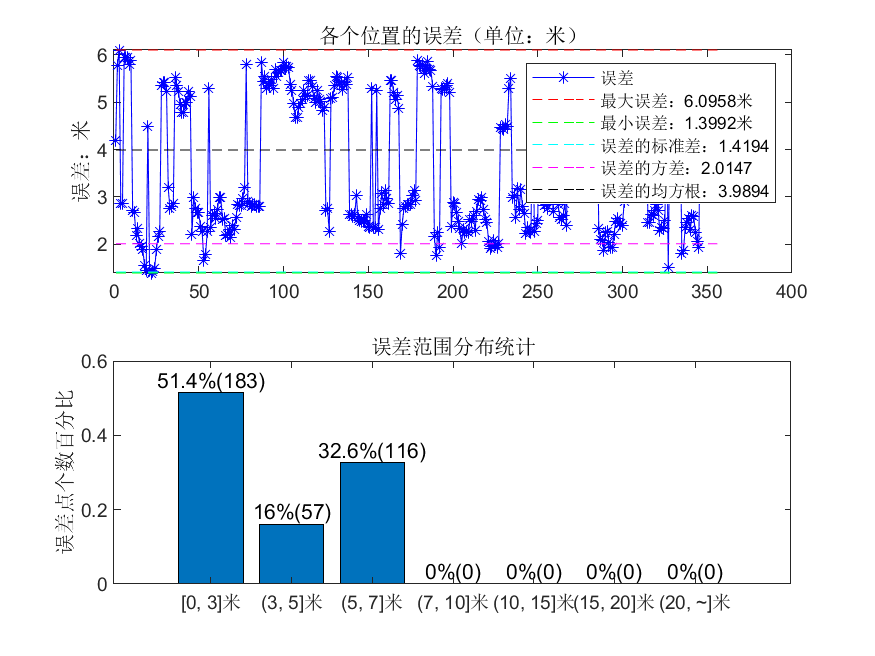 各个位置的误差（单位：米）
误差：米
6
5
4
3
2
0
50
100
150
200
250
300
350
400
误差
最大误差：6.0958米
最小误差：1.3992米
误差的标准差：1.4194
误差的方差：2.0147
误差的均方根：3.9894
误差范围分布统计
误差点个数百分比
0.6
0.4
0.2
0
51.4%(183)
16%(57)
32.6%(116)
0%(0)
0%(0)
0%(0)
0%(0)
[0, 3]米
(3, 5]米
(5, 7]米
(7, 10]米
(10, 15]米
(15, 20]米
(20, ~]米